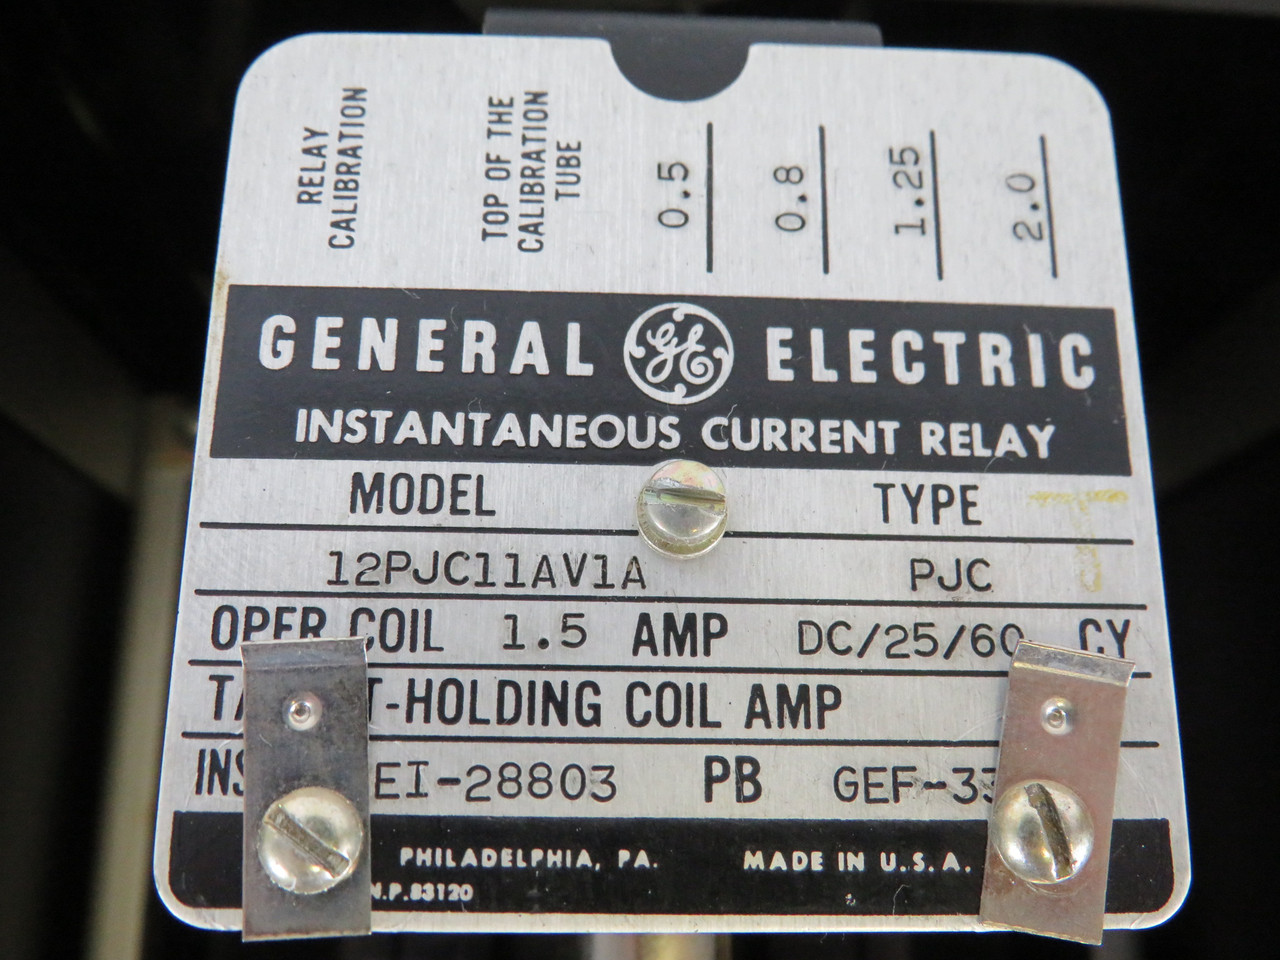 RELAY
CALIBRATION
TOP OF THE
CALIBRATION
TUBE
0.5
0.8
1.25
2.0
GENERAL GE ELECTRIC
INSTANTANEOUS CURRENT RELAY
MODEL TYPE
12PJC11AV1A PJC
OPER COIL 1.5 AMP DC/25/60 CY
-HOLDING COIL AMP
EI-28803 PB
PHILADELPHIA, PA. MADE IN U.S.A.
N.P.83120